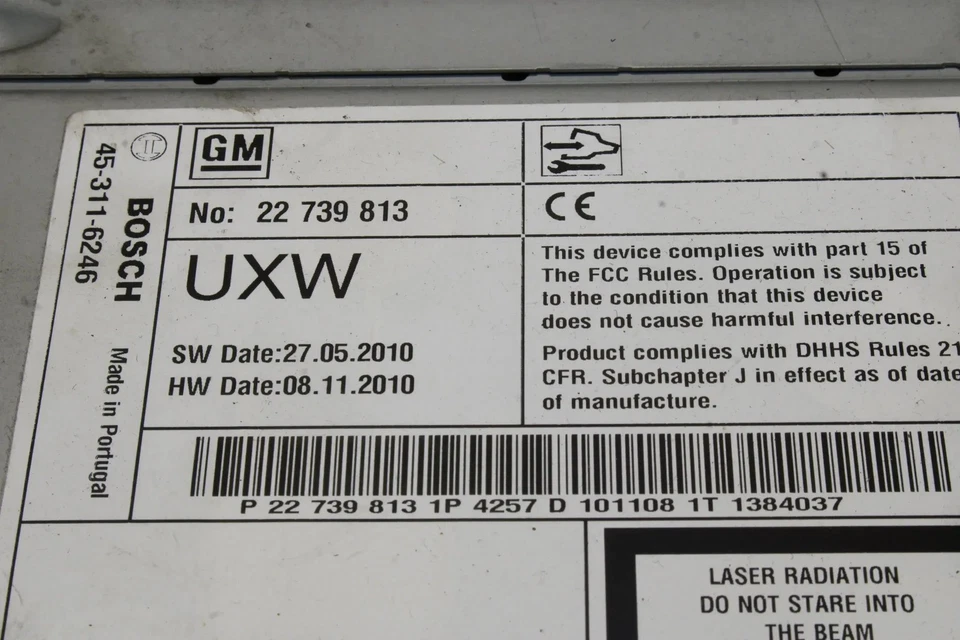 45-311-6246
BOSCH
Made in Portugal
GM
No: 22 739 813
UXW
SW Date:27.05.2010
HW Date:08.11.2010
CE
This device complies with part 15 of
The FCC Rules. Operation is subject
to the condition that this device
does not cause harmful interference.
Product complies with DHHS Rules 21
CFR. Subchapter J in effect as of date
of manufacture.
P 22 739 813 1P 4257 D 101108 1T 1384037
LASER RADIATION
DO NOT STARE INTO
THE BEAM